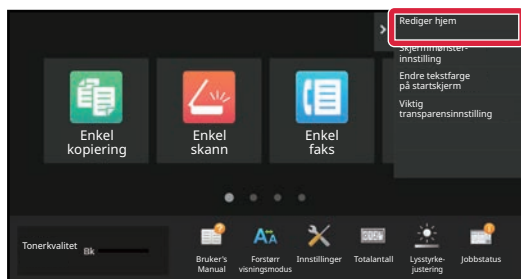 Rediger hjem
Skjermmønster-
innstilling
Endre tekstfarge
på startskjerm
Viktig
transparensinnstilling
Enkel
kopiering
Enkel
skann
Enkel
faks
Tonerkvalitet
Bk
Bruker's
Manual
Forstørr
visningsmodus
Innstillinger
Totalantall
Lysstyrke-
justering
Jobbstatus